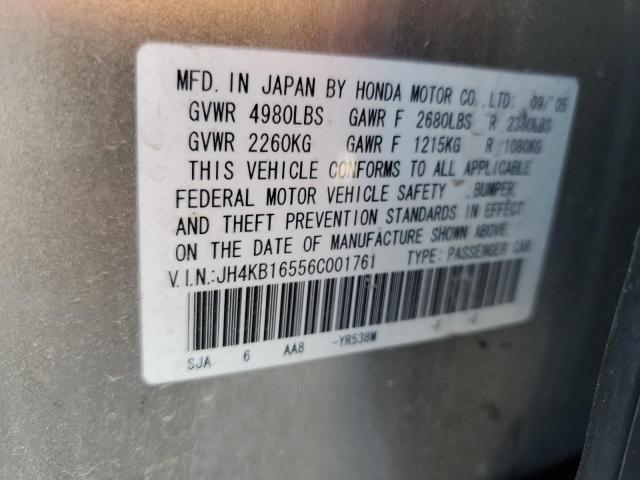 MFD. IN JAPAN BY HONDA MOTOR CO.,LTD: 09/05
GVWR 4980LBS GAWR F 2680LBS R 2380LBS
GVWR 2260KG GAWR F 1215KG R 1080KG
THIS VEHICLE CONFORMS TO ALL APPLICABLE
FEDERAL MOTOR VEHICLE SAFETY ,BUMPER,
AND THEFT PREVENTION STANDARDS IN EFFECT
ON THE DATE OF MANUFACTURE SHOWN ABOVE.
V.I.N.:JH4KB16556C001761 TYPE: PASSENGER CAR
SJA 6 AA8 -YR538M